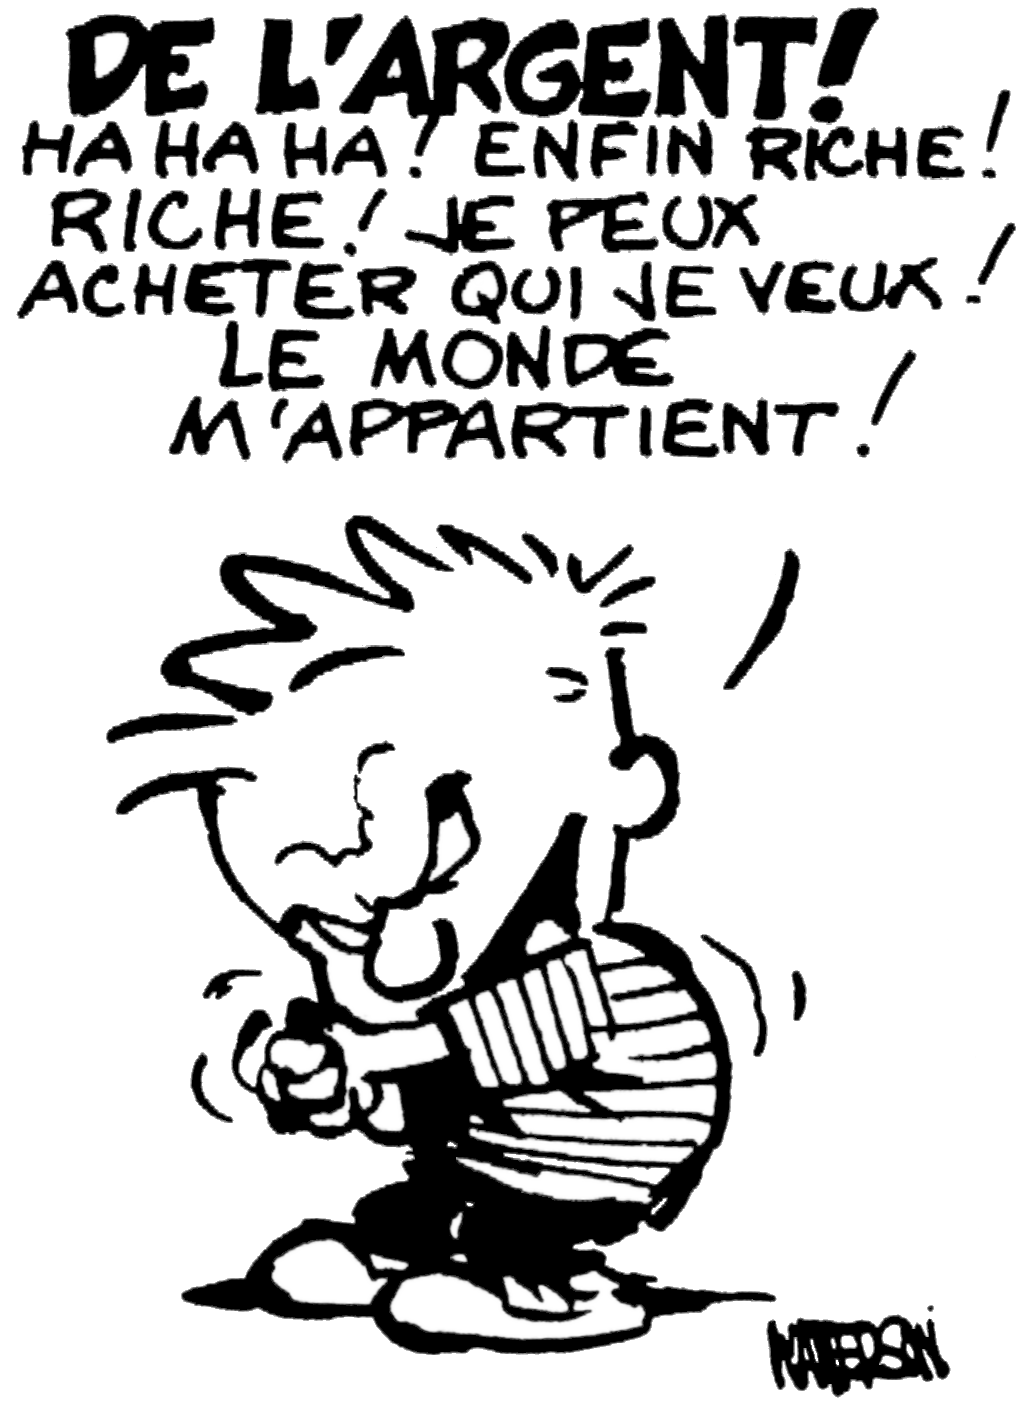 DE L'ARGENT!
HA HA HA! ENFIN RICHE!
RICHE! JE PEUX
ACHETER QUI JE VEUX!
LE MONDE
M'APPARTIENT!
WATTERSON